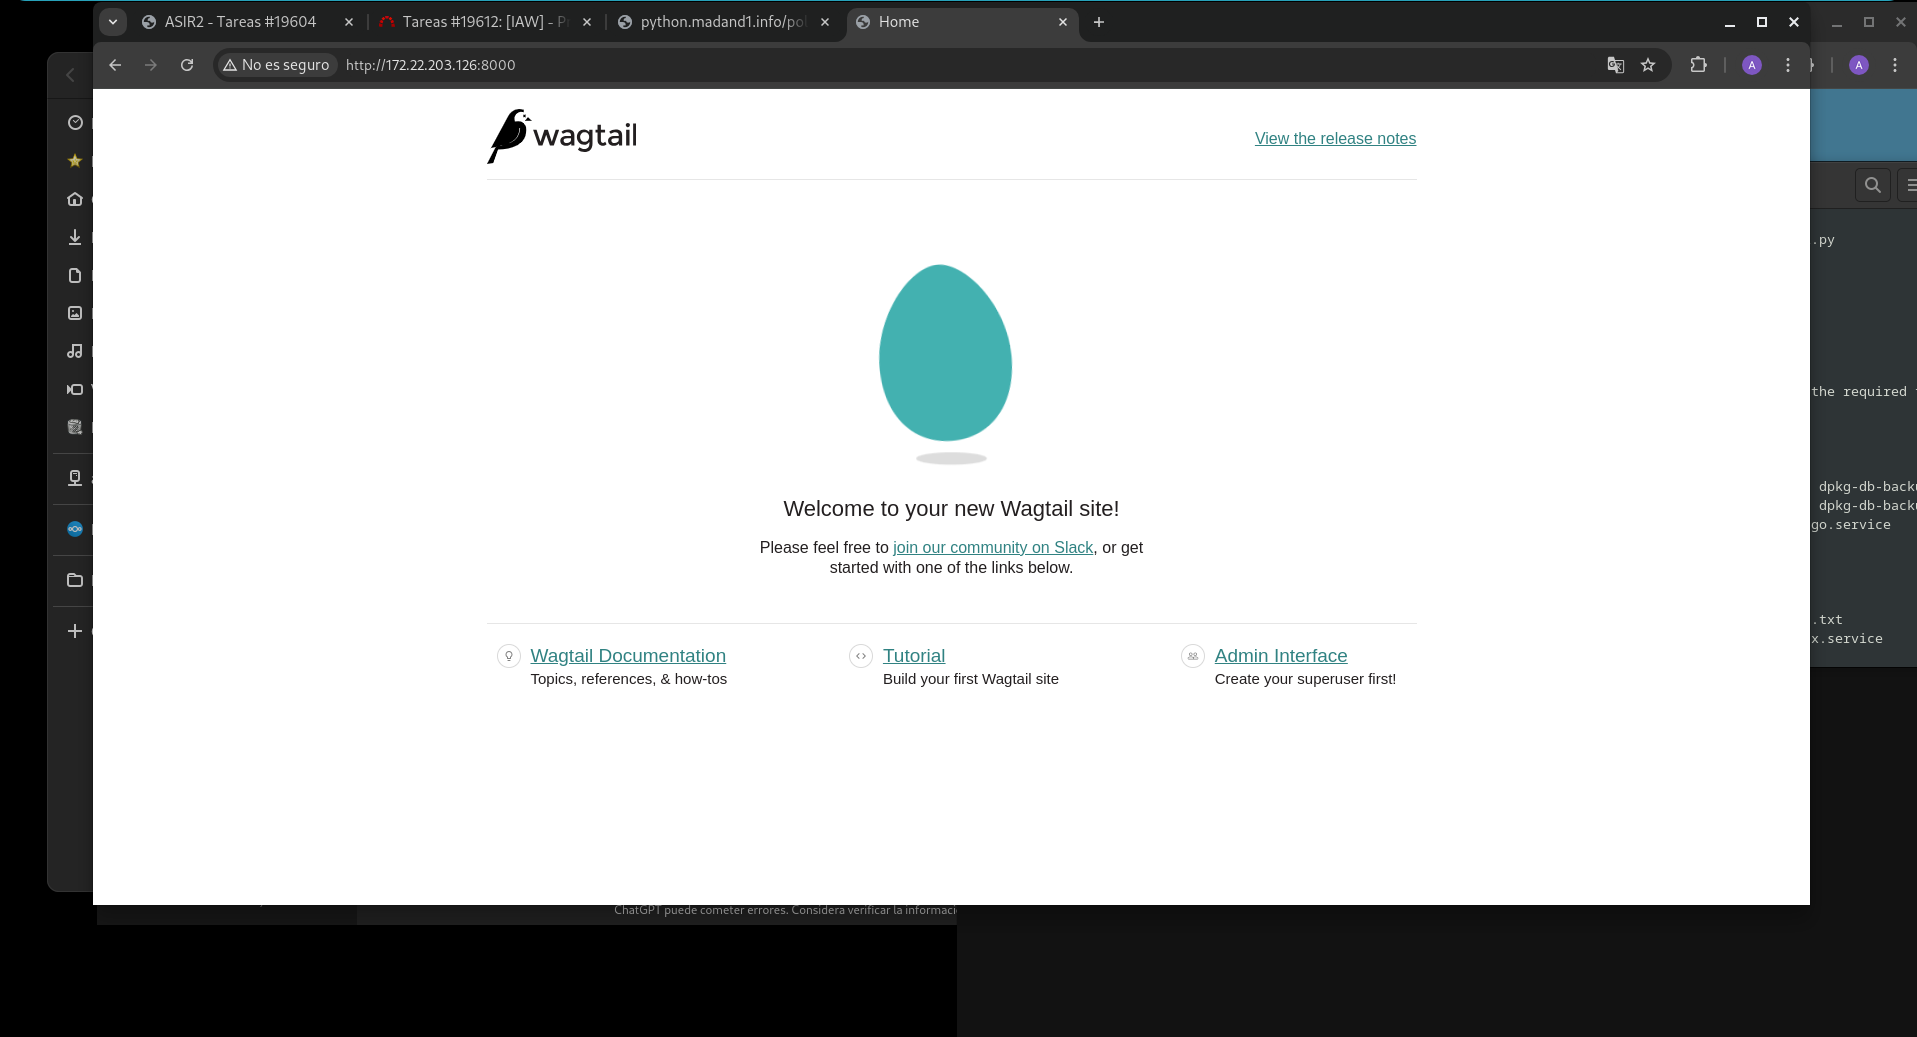 ASIR2 - Tareas #19604
Tareas #19612: [IAW] - P
python.madand1.info/pol
Home
No es seguro
http://172.22.203.126:8000
A
A
wagtail
View the release notes
.py
the required
dpkg-db-back
dpkg-db-back
go.service
.txt
x.service
Welcome to your new Wagtail site!
Please feel free to join our community on Slack, or get
started with one of the links below.
Wagtail Documentation
Topics, references, & how-tos
Tutorial
Build your first Wagtail site
Admin Interface
Create your superuser first!
ChatGPT puede cometer errores. Considera verificar la informaci